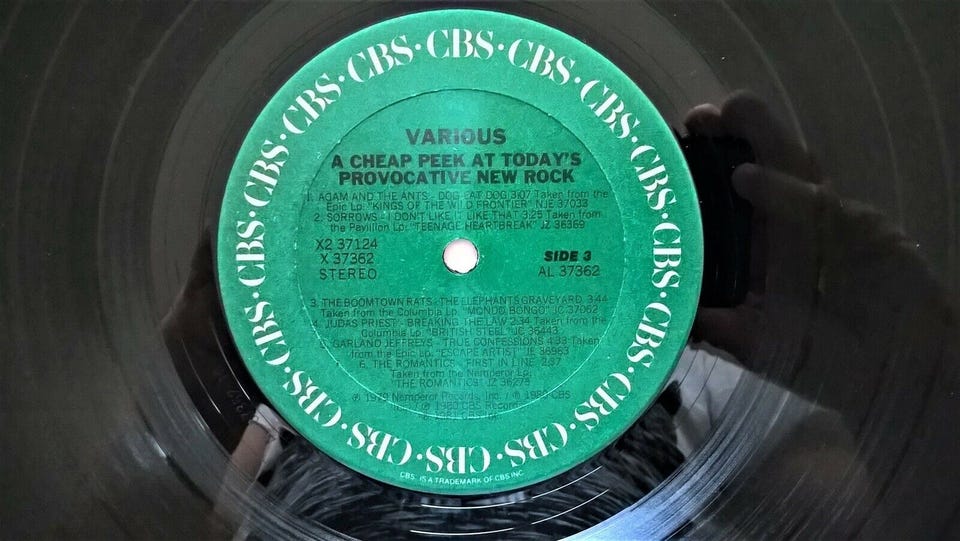 CBS·CBS·CBS·CBS·CBS·CBS·CBS·CBS·CBS·CBS·CBS·CBS·CBS·CBS·CBS·CBS·
VARIOUS
A CHEAP PEEK AT TODAY'S
PROVOCATIVE NEW ROCK
1. ADAM AND THE ANTS - DOG EAT DOG 3:07 Taken from the
Epic Lp: "KINGS OF THE WILD FRONTIER" NJE 37033
2. SORROWS - I DON'T LIKE IT LIKE THAT 3:25 Taken from
the Pavillion Lp: "TEENAGE HEARTBREAK" JZ 36369
X2 37124
X 37362
STEREO
SIDE 3
AL 37362
3. THE BOOMTOWN RATS - THE ELEPHANTS GRAVEYARD 3:44
Taken from the Columbia Lp. "MONDO BONGO" JC 37062
4. JUDAS PRIEST - BREAKING THE LAW 2:34 Taken from the
Columbia Lp. "BRITISH STEEL" JC 36443
5. GARLAND JEFFREYS - TRUE CONFESSIONS 4:33 Taken
from the Epic Lp. "ESCAPE ARTIST" JE 36983
6. THE ROMANTICS - FIRST IN LINE 2:37
Taken from the Nemperor Lp.
"THE ROMANTICS" JZ 36273
℗ 1979 Nemperor Records, Inc. / ℗ 1980 CBS
Inc. / ℗ 1980 CBS Records
CBS IS A TRADEMARK OF CBS INC.